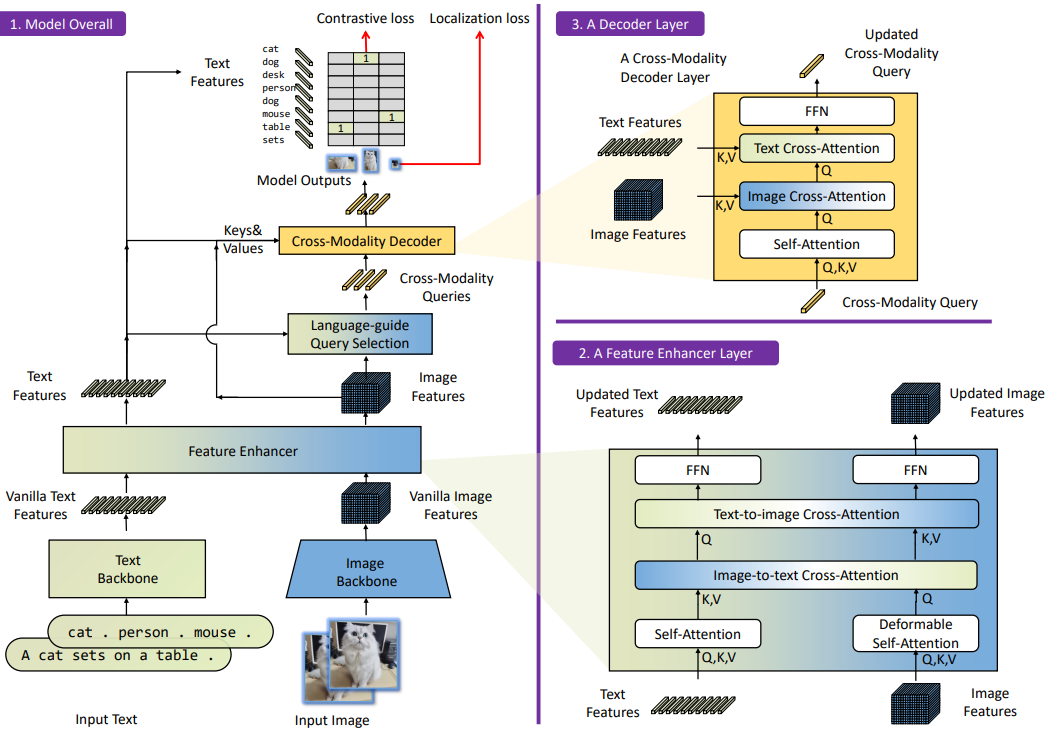 1. Model Overall
Contrastive loss
Localization loss
Text
Features
cat
dog
desk
person
dog
mouse
table
sets
1
1
1
Model Outputs
Keys&
Values
Cross-Modality Decoder
Cross-Modality
Queries
Language-guide
Query Selection
Text
Features
Image
Features
Feature Enhancer
Vanilla Text
Features
Vanilla Image
Features
Text
Backbone
Image
Backbone
cat . person . mouse .
A cat sets on a table .
Input Text
Input Image
3. A Decoder Layer
A Cross-Modality
Decoder Layer
Updated
Cross-Modality
Query
FFN
Text Features
K,V
Text Cross-Attention
Q
Image Features
K,V
Image Cross-Attention
Q
Self-Attention
Q,K,V
Cross-Modality Query
2. A Feature Enhancer Layer
Updated Text
Features
Updated Image
Features
FFN
FFN
Text-to-image Cross-Attention
Q
K,V
Image-to-text Cross-Attention
K,V
Q
Self-Attention
Deformable
Self-Attention
Q,K,V
Q,K,V
Text
Features
Image
Features